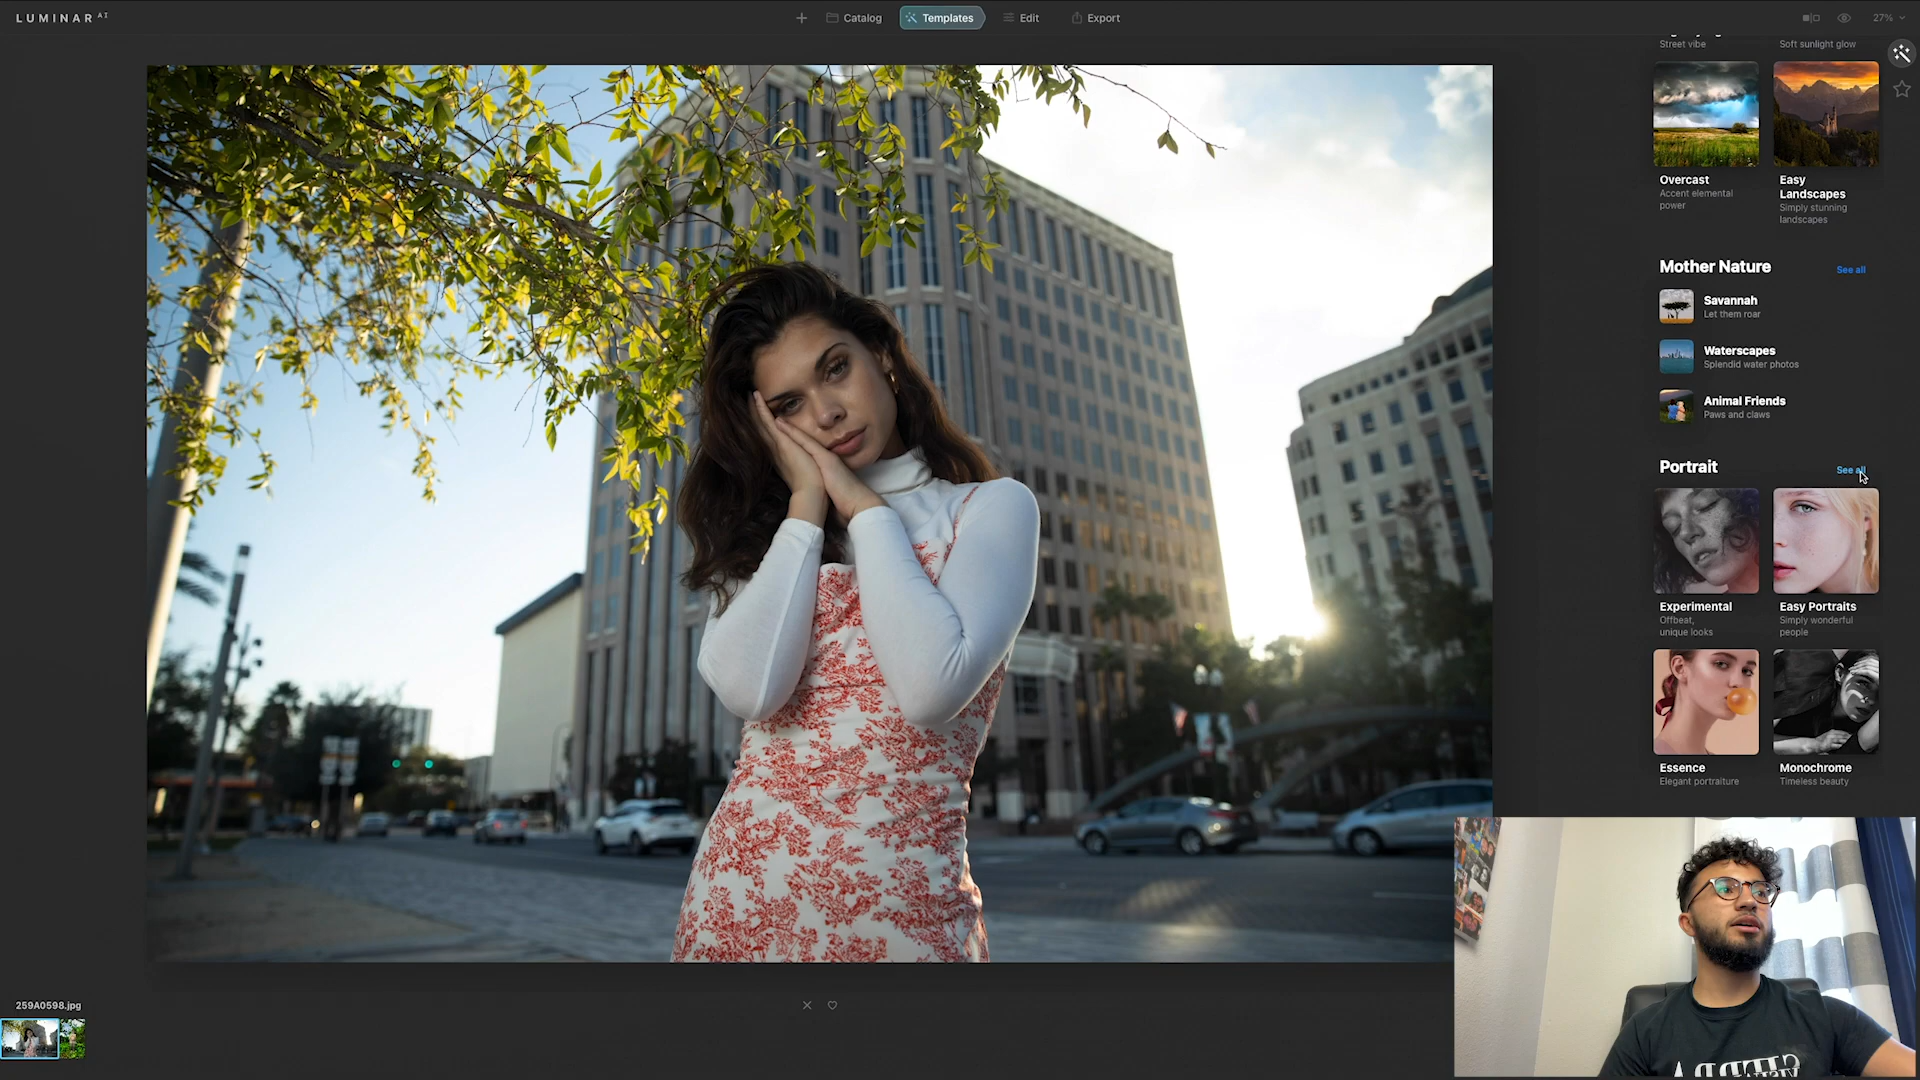 LUMINAR AI
Catalog
Templates
Edit
Export
27%
Street vibe
Soft sunlight glow
Overcast
Accent elemental
power
Easy
Landscapes
Simply stunning
landscapes
Mother Nature
See all
Savannah
Let them roar
Waterscapes
Splendid water photos
Animal Friends
Paws and claws
Portrait
See all
Experimental
Offbeat,
unique looks
Easy Portraits
Simply wonderful
people
Essence
Elegant portraiture
Monochrome
Timeless beauty
259A0598.jpg